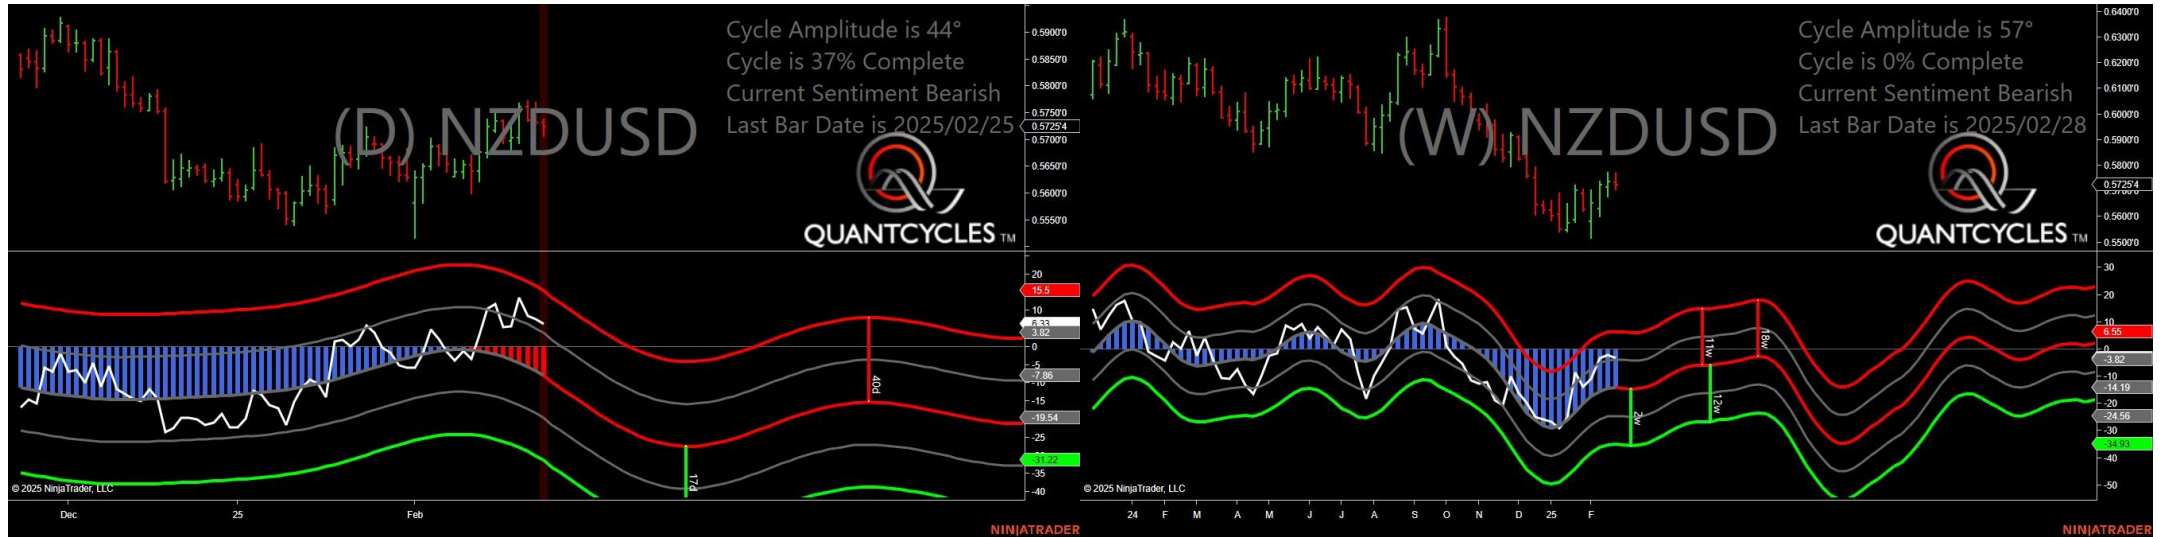 Cycle Amplitude is 44°
Cycle is 37% Complete
Current Sentiment Bearish
Last Bar Date is 2025/02/25
(D) NZDUSD
QUANTCYCLES TM
0.5900'0
0.5850'0
0.5800'0
0.5750'0
0.5725'4
0.5700'0
0.5650'0
0.5600'0
0.5550'0
20
15.5
10
6.33
3.82
0
-5
-7.86
-10
-19.54
-25
-31.22
-35
-40
40d
17d
© 2025 NinjaTrader, LLC
Dec
25
Feb
NINJATRADER
Cycle Amplitude is 57°
Cycle is 0% Complete
Current Sentiment Bearish
Last Bar Date is 2025/02/28
(W) NZDUSD
QUANTCYCLES TM
0.6400'0
0.6300'0
0.6200'0
0.6100'0
0.6000'0
0.5900'0
0.5800'0
0.5725'4
0.5600'0
0.5500'0
30
20
10
6.55
0
-3.82
-10
-14.19
-20
-24.56
-30
-34.93
-40
-50
11w
18w
2w
12w
© 2025 NinjaTrader, LLC
24
F
M
A
M
J
J
A
S
O
N
D
25
F
NINJATRADER